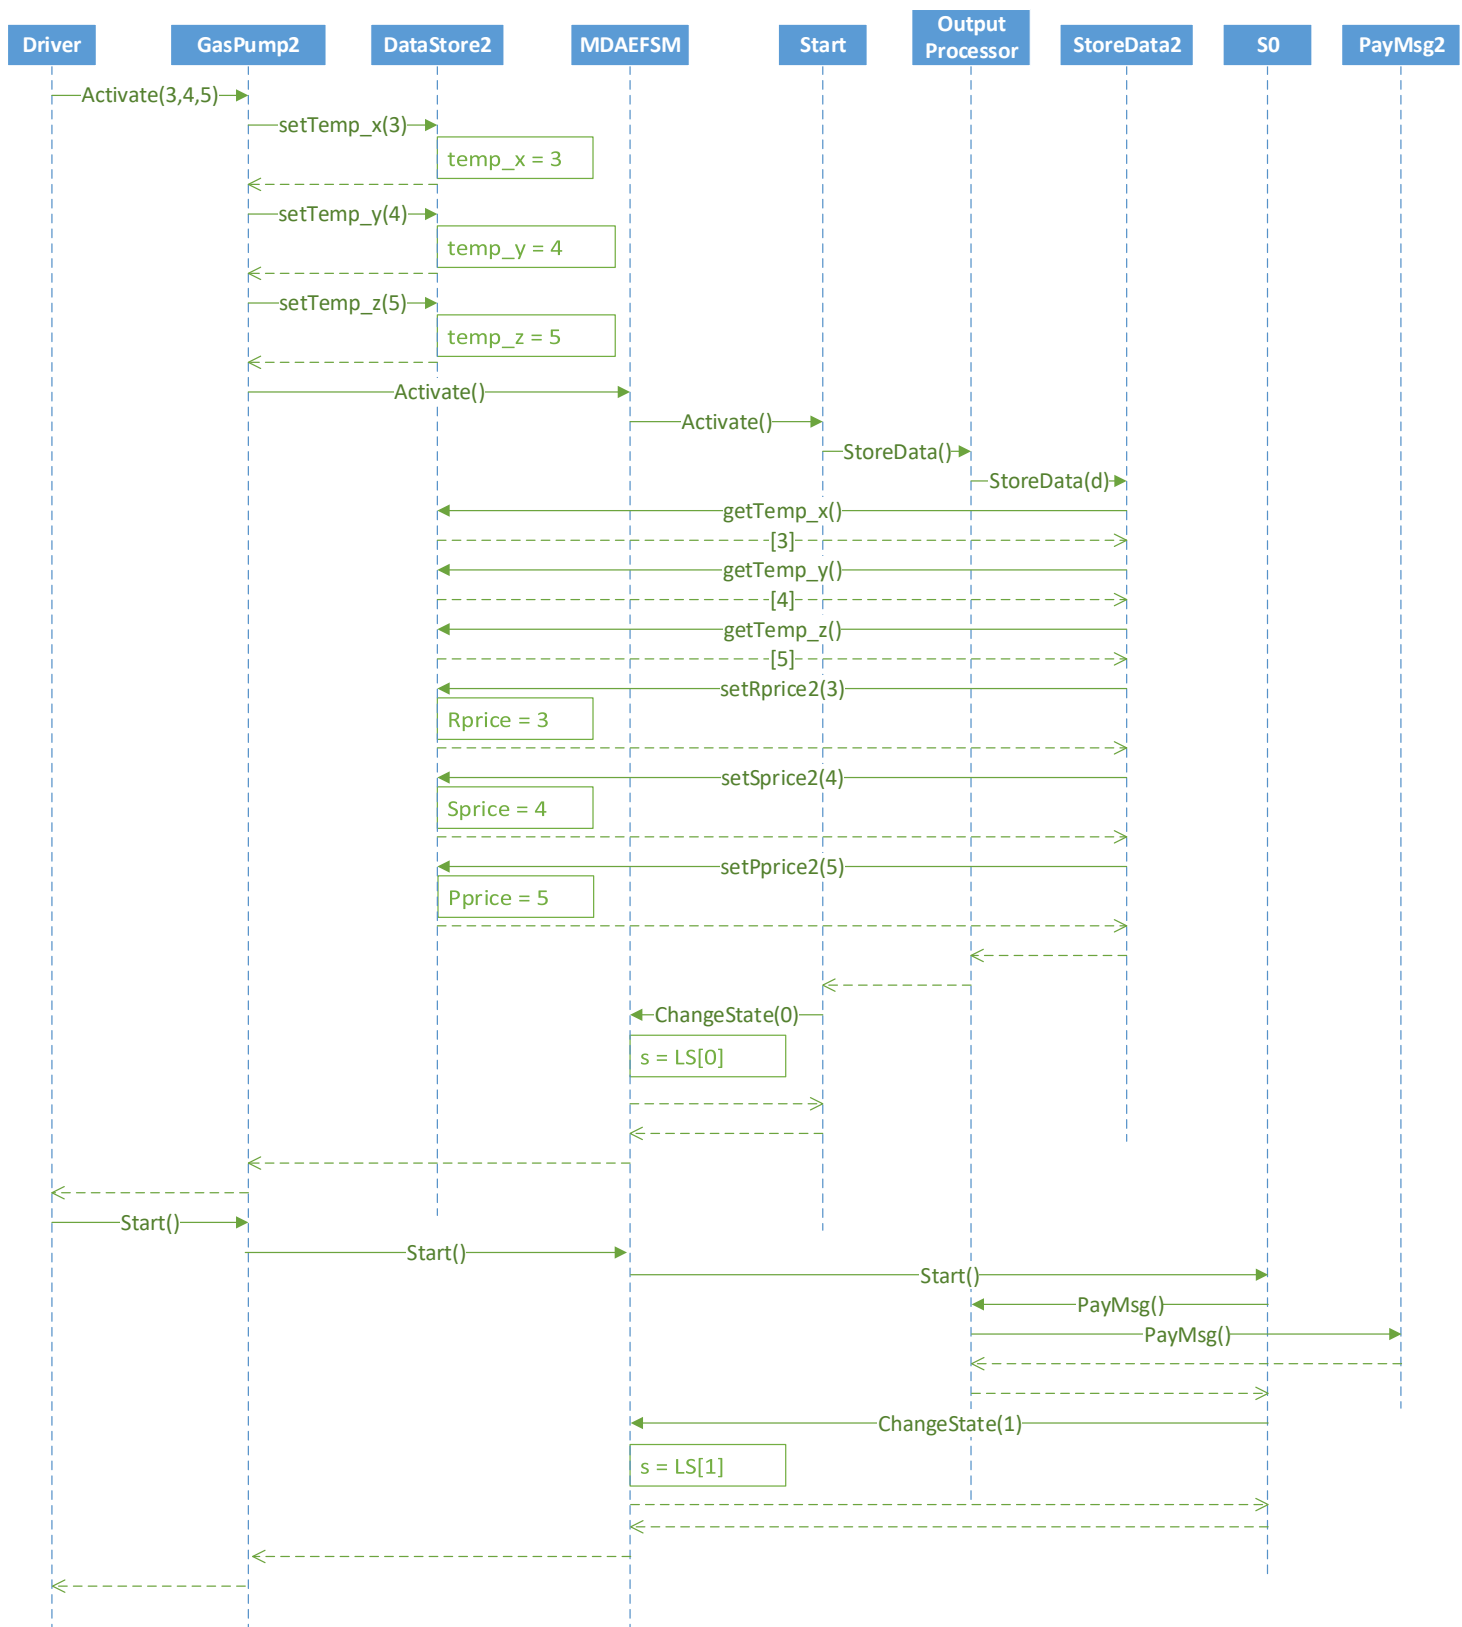 Driver
GasPump2
DataStore2
MDAEFSM
Start
Output
Processor
StoreData2
S0
PayMsg2
Activate(3,4,5)
setTemp_x(3)
temp_x = 3
setTemp_y(4)
temp_y = 4
setTemp_z(5)
temp_z = 5
Activate()
Activate()
StoreData()
StoreData(d)
getTemp_x()
[3]
getTemp_y()
[4]
getTemp_z()
[5]
setRprice2(3)
Rprice = 3
setSprice2(4)
Sprice = 4
setPprice2(5)
Pprice = 5
ChangeState(0)
s = LS[0]
Start()
Start()
Start()
PayMsg()
PayMsg()
ChangeState(1)
s = LS[1]